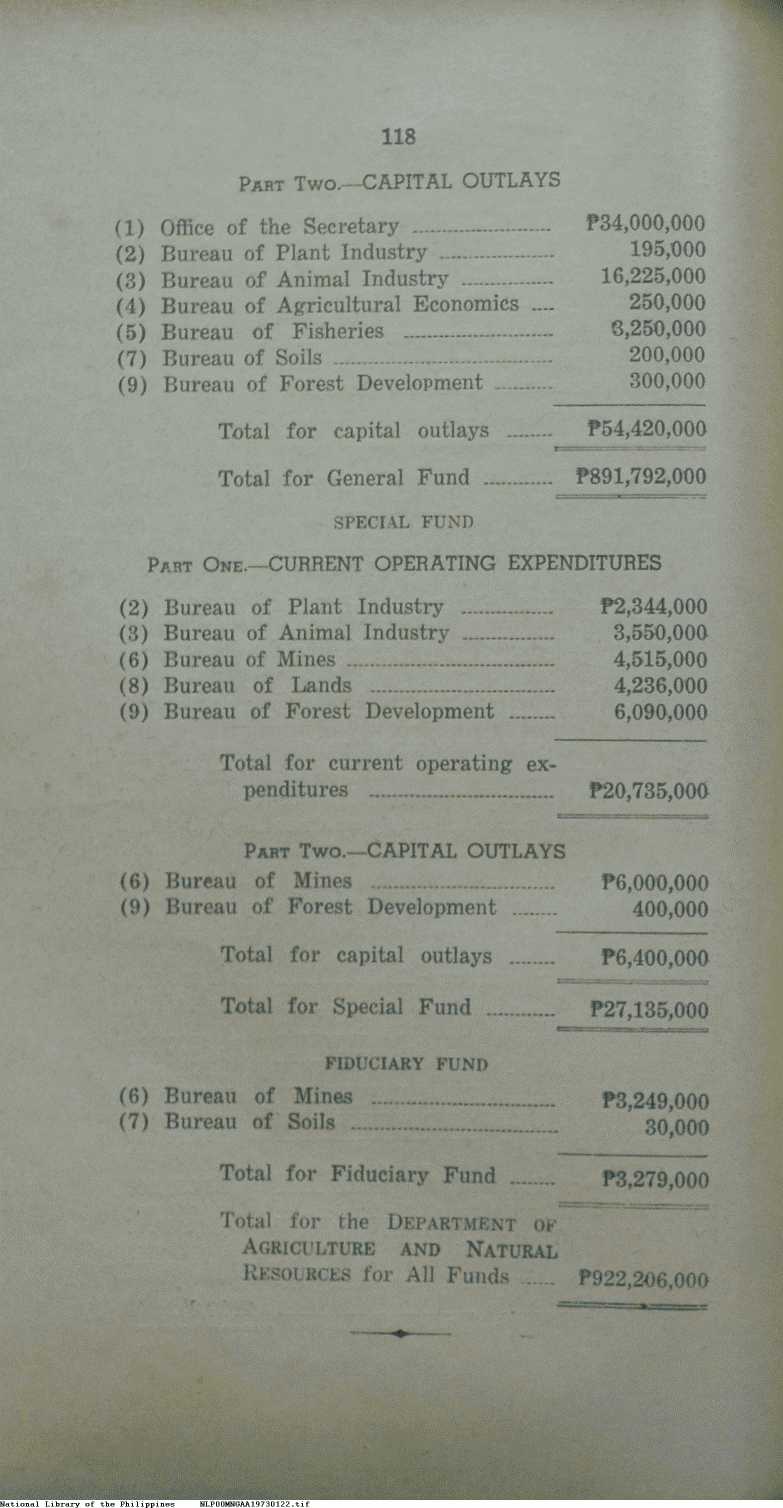 118
PART TWO.—CAPITAL OUTLAYS
(1) Office of the Secretary ........................ ₱34,000,000
(2) Bureau of Plant Industry .................... 195,000
(3) Bureau of Animal Industry ................ 16,225,000
(4) Bureau of Agricultural Economics .... 250,000
(5) Bureau of Fisheries .......................... 3,250,000
(7) Bureau of Soils ...................................... 200,000
(9) Bureau of Forest Development .......... 300,000
Total for capital outlays ........ ₱54,420,000
Total for General Fund ............ ₱891,792,000
SPECIAL FUND
PART ONE.—CURRENT OPERATING EXPENDITURES
(2) Bureau of Plant Industry ................ ₱2,344,000
(3) Bureau of Animal Industry ................ 3,550,000
(6) Bureau of Mines .................................... 4,515,000
(8) Bureau of Lands ................................ 4,236,000
(9) Bureau of Forest Development ........ 6,090,000
Total for current operating ex-
penditures ................................ ₱20,735,000
PART TWO.—CAPITAL OUTLAYS
(6) Bureau of Mines ................................ ₱6,000,000
(9) Bureau of Forest Development ........ 400,000
Total for capital outlays ........ ₱6,400,000
Total for Special Fund ............ ₱27,135,000
FIDUCIARY FUND
(6) Bureau of Mines ................................ ₱3,249,000
(7) Bureau of Soils .................................... 30,000
Total for Fiduciary Fund ........ ₱3,279,000
Total for the DEPARTMENT OF
AGRICULTURE AND NATURAL
RESOURCES for All Funds ...... ₱922,206,000
National Library of the Philippines NLP00MNGAA19730122.tif